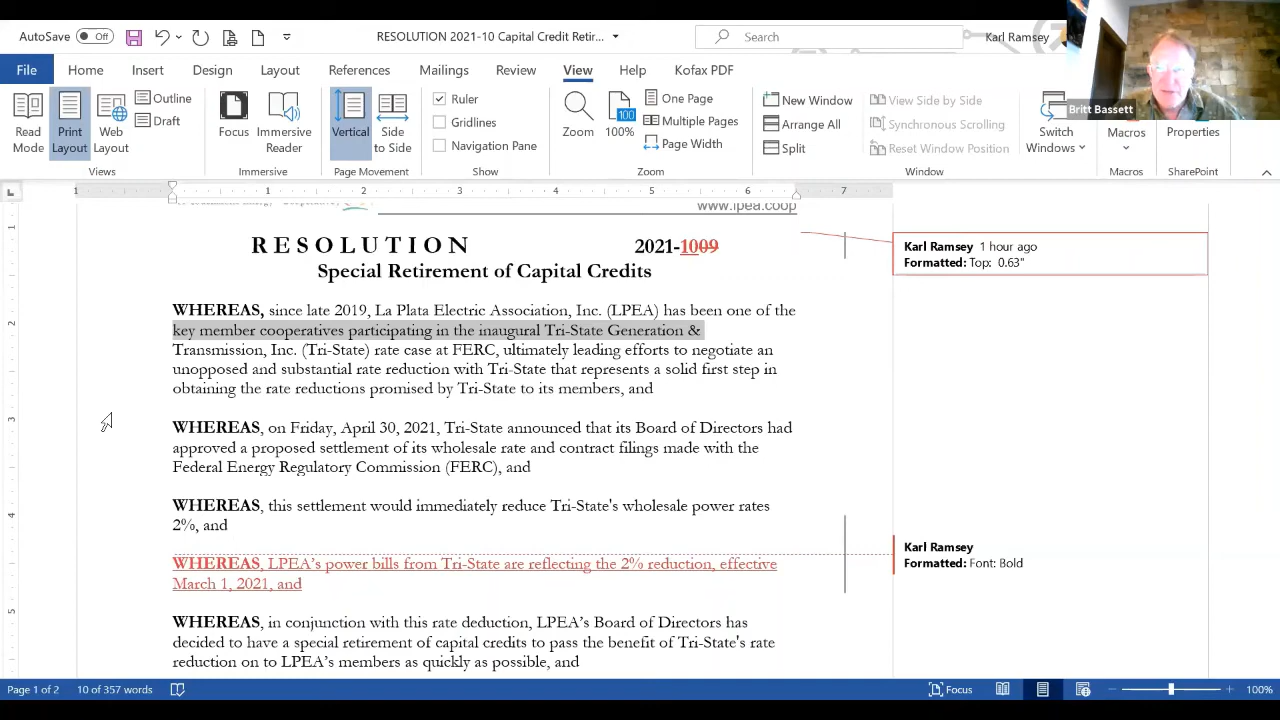 AutoSave Off
RESOLUTION 2021-10 Capital Credit Retir...
Search
Karl Ramsey
File Home Insert Design Layout References Mailings Review View Help Kofax PDF
Read Mode
Print Layout
Web Layout
Outline
Draft
Views
Focus
Immersive Reader
Immersive
Vertical
Side to Side
Page Movement
Ruler
Gridlines
Navigation Pane
Show
Zoom
100
100%
One Page
Multiple Pages
Page Width
Zoom
New Window
Arrange All
Split
View Side by Side
Synchronous Scrolling
Reset Window Position
Window
Switch Windows
Macros
Macros
Properties
SharePoint
Britt Bassett
1 1 2 3 4 5 6 7
www.lpea.coop
RESOLUTION 2021-1009
Special Retirement of Capital Credits
WHEREAS, since late 2019, La Plata Electric Association, Inc. (LPEA) has been one of the
key member cooperatives participating in the inaugural Tri-State Generation &
Transmission, Inc. (Tri-State) rate case at FERC, ultimately leading efforts to negotiate an
unopposed and substantial rate reduction with Tri-State that represents a solid first step in
obtaining the rate reductions promised by Tri-State to its members, and
WHEREAS, on Friday, April 30, 2021, Tri-State announced that its Board of Directors had
approved a proposed settlement of its wholesale rate and contract filings made with the
Federal Energy Regulatory Commission (FERC), and
WHEREAS, this settlement would immediately reduce Tri-State's wholesale power rates
2%, and
WHEREAS, LPEA's power bills from Tri-State are reflecting the 2% reduction, effective
March 1, 2021, and
WHEREAS, in conjunction with this rate deduction, LPEA's Board of Directors has
decided to have a special retirement of capital credits to pass the benefit of Tri-State's rate
reduction on to LPEA's members as quickly as possible, and
Karl Ramsey 1 hour ago
Formatted: Top: 0.63"
Karl Ramsey
Formatted: Font: Bold
1
2
3
4
5
Page 1 of 2 10 of 357 words
Focus
100%